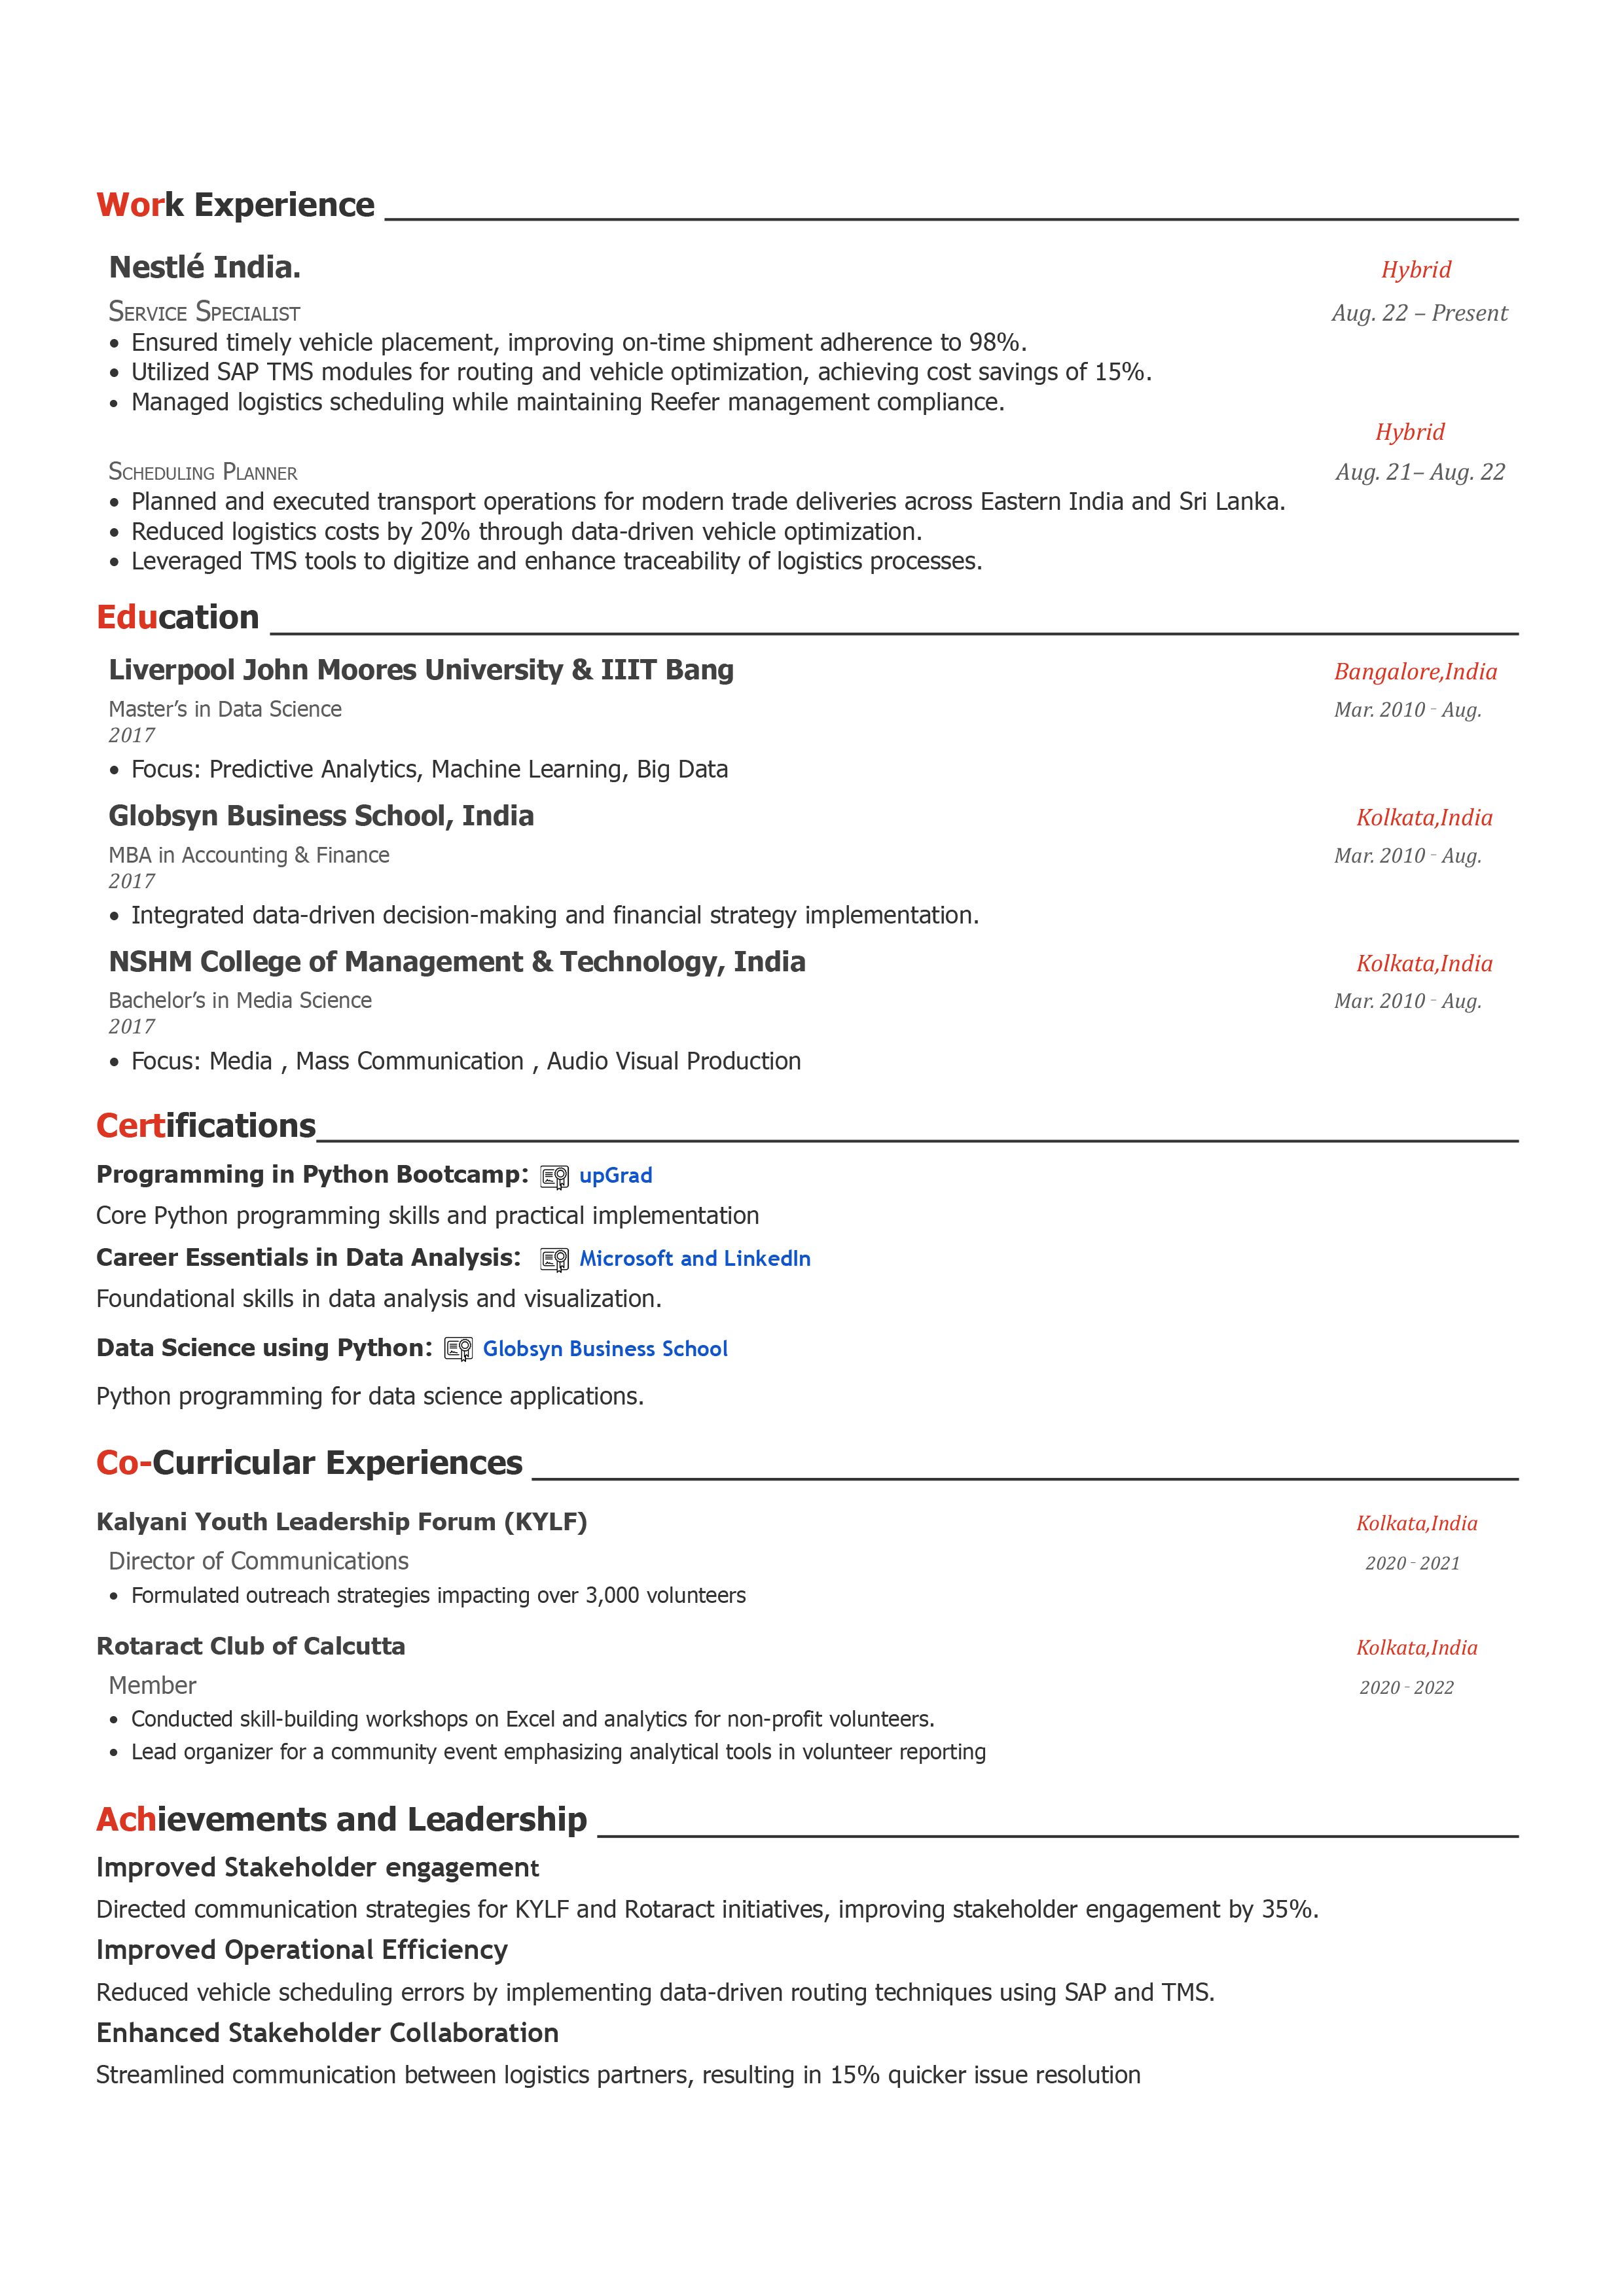 Work Experience
Nestlé India. Hybrid
Service Specialist Aug. 22 – Present
• Ensured timely vehicle placement, improving on-time shipment adherence to 98%.
• Utilized SAP TMS modules for routing and vehicle optimization, achieving cost savings of 15%.
• Managed logistics scheduling while maintaining Reefer management compliance.
Hybrid
Scheduling Planner Aug. 21– Aug. 22
• Planned and executed transport operations for modern trade deliveries across Eastern India and Sri Lanka.
• Reduced logistics costs by 20% through data-driven vehicle optimization.
• Leveraged TMS tools to digitize and enhance traceability of logistics processes.
Education
Liverpool John Moores University & IIIT Bang Bangalore,India
Master’s in Data Science Mar. 2010 - Aug.
2017
• Focus: Predictive Analytics, Machine Learning, Big Data
Globsyn Business School, India Kolkata,India
MBA in Accounting & Finance Mar. 2010 - Aug.
2017
• Integrated data-driven decision-making and financial strategy implementation.
NSHM College of Management & Technology, India Kolkata,India
Bachelor’s in Media Science Mar. 2010 - Aug.
2017
• Focus: Media , Mass Communication , Audio Visual Production
Certifications
Programming in Python Bootcamp: upGrad
Core Python programming skills and practical implementation
Career Essentials in Data Analysis: Microsoft and LinkedIn
Foundational skills in data analysis and visualization.
Data Science using Python: Globsyn Business School
Python programming for data science applications.
Co-Curricular Experiences
Kalyani Youth Leadership Forum (KYLF) Kolkata,India
Director of Communications 2020 - 2021
• Formulated outreach strategies impacting over 3,000 volunteers
Rotaract Club of Calcutta Kolkata,India
Member 2020 - 2022
• Conducted skill-building workshops on Excel and analytics for non-profit volunteers.
• Lead organizer for a community event emphasizing analytical tools in volunteer reporting
Achievements and Leadership
Improved Stakeholder engagement
Directed communication strategies for KYLF and Rotaract initiatives, improving stakeholder engagement by 35%.
Improved Operational Efficiency
Reduced vehicle scheduling errors by implementing data-driven routing techniques using SAP and TMS.
Enhanced Stakeholder Collaboration
Streamlined communication between logistics partners, resulting in 15% quicker issue resolution